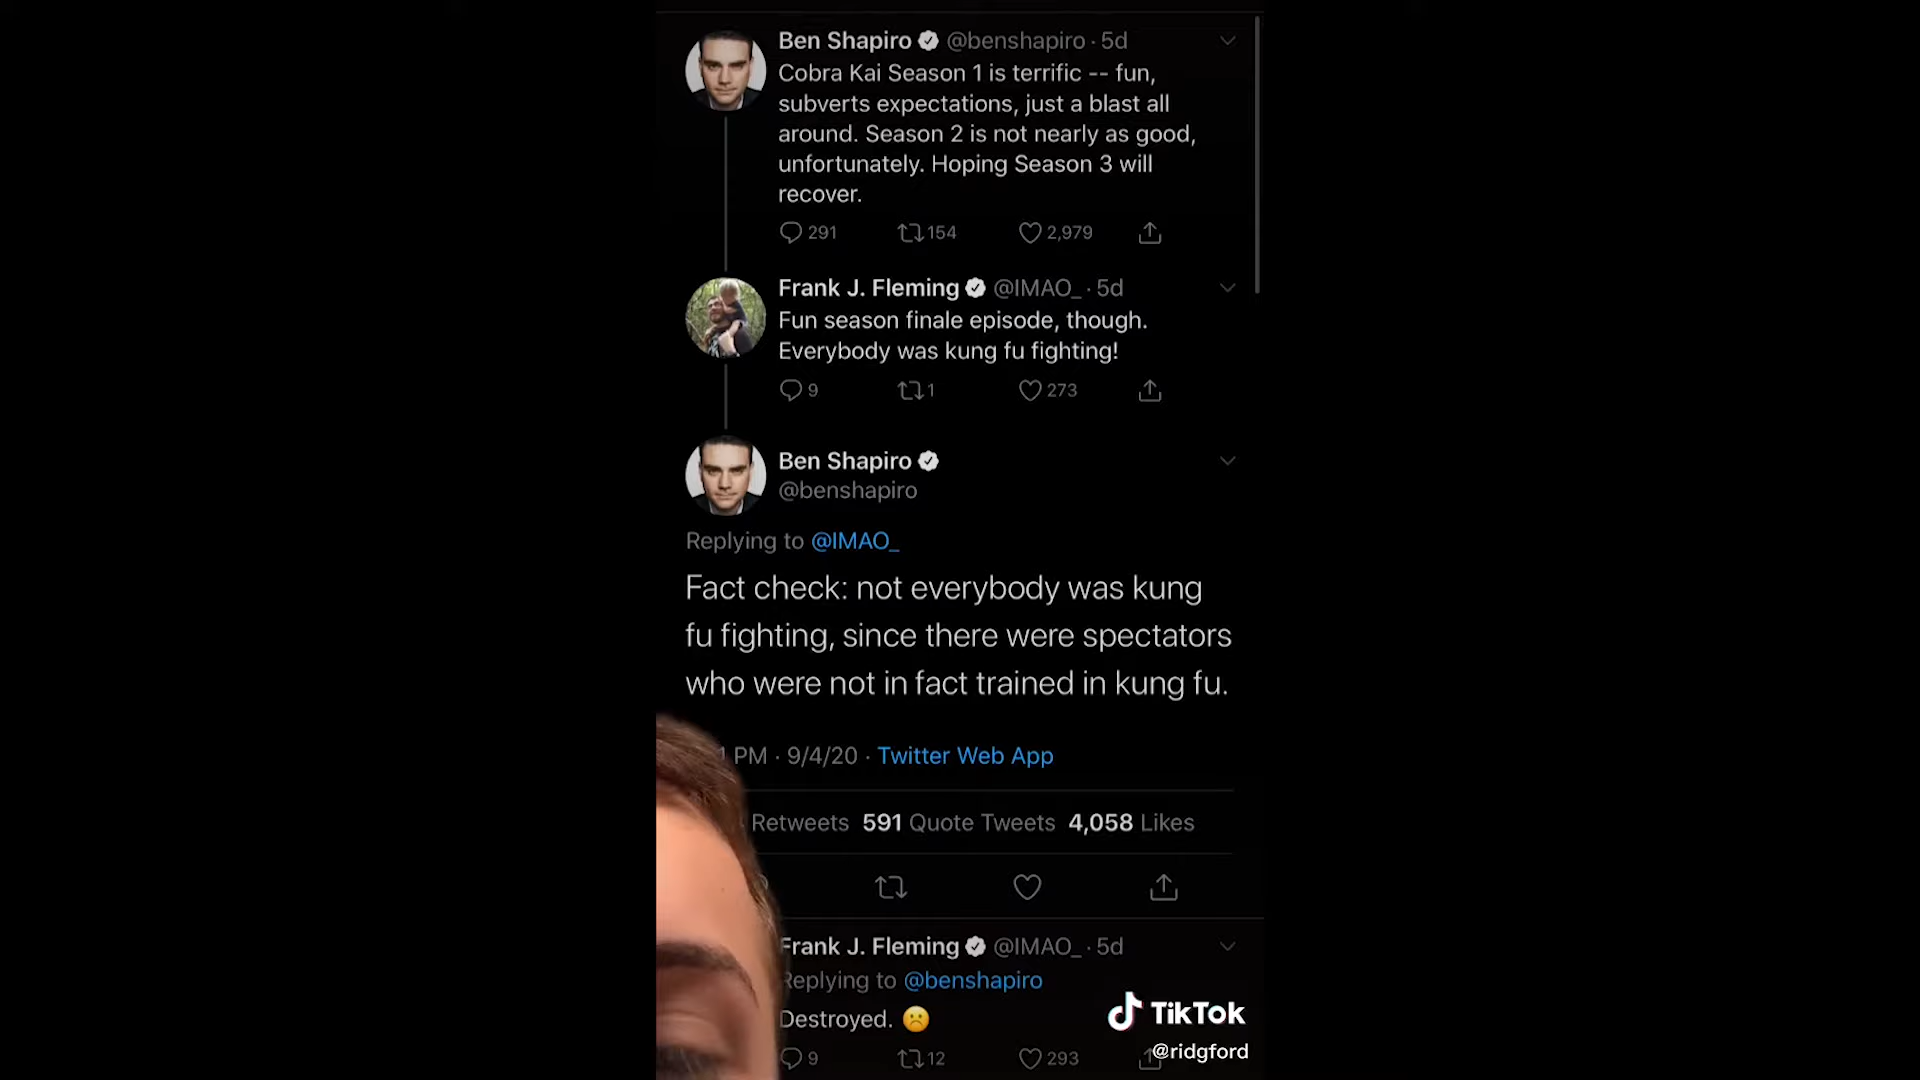 Ben Shapiro @benshapiro · 5d
Cobra Kai Season 1 is terrific -- fun,
subverts expectations, just a blast all
around. Season 2 is not nearly as good,
unfortunately. Hoping Season 3 will
recover.
291 154 2,979
Frank J. Fleming @IMAO_ · 5d
Fun season finale episode, though.
Everybody was kung fu fighting!
9 1 273
Ben Shapiro
@benshapiro
Replying to @IMAO_
Fact check: not everybody was kung
fu fighting, since there were spectators
who were not in fact trained in kung fu.
PM · 9/4/20 · Twitter Web App
Retweets 591 Quote Tweets 4,058 Likes
Frank J. Fleming @IMAO_ · 5d
Replying to @benshapiro
Destroyed. ☹️
9 12 293
TikTok
@ridgford